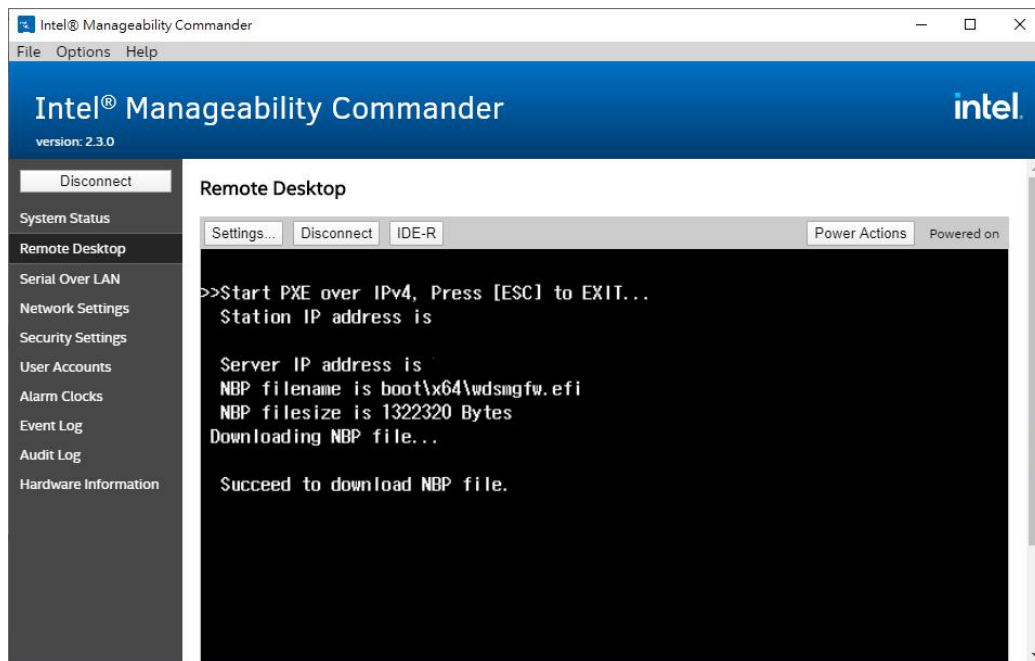 Intel® Manageability Commander
File Options Help
Intel® Manageability Commander
intel.
version: 2.3.0
Disconnect
System Status
Remote Desktop
Serial Over LAN
Network Settings
Security Settings
User Accounts
Alarm Clocks
Event Log
Audit Log
Hardware Information
Remote Desktop
Settings... Disconnect IDE-R Power Actions Powered on
>>Start PXE over IPv4, Press [ESC] to EXIT...
Station IP address is
Server IP address is
NBP filename is boot\x64\wdsmgfw.efi
NBP filesize is 1322320 Bytes
Downloading NBP file...
Succeed to download NBP file.